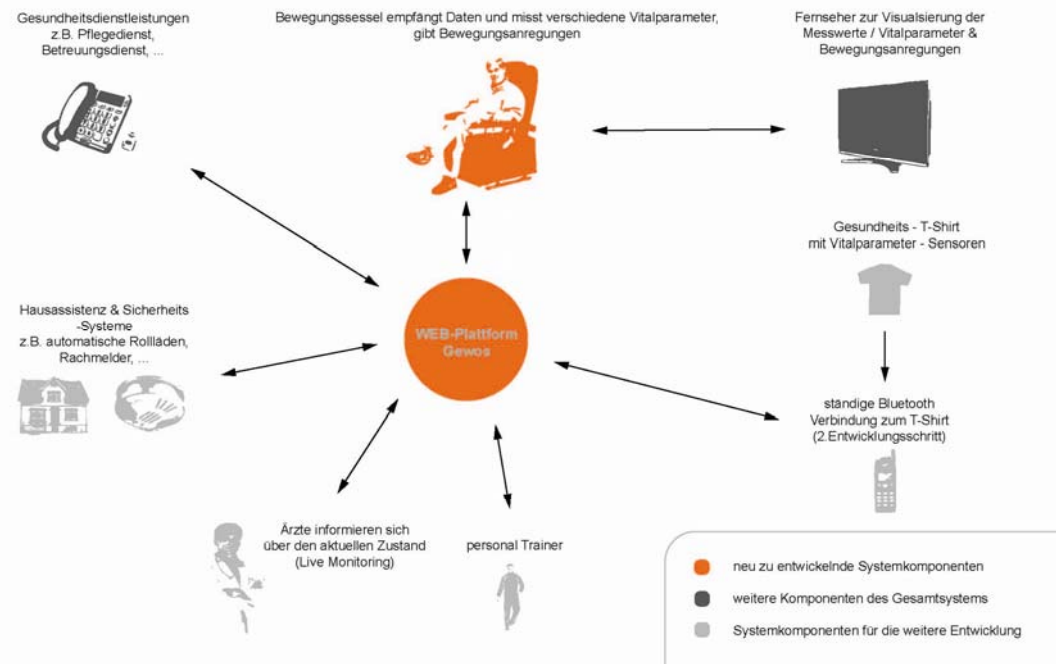 Gesundheitsdienstleistungen
z.B. Pflegedienst,
Betreuungsdienst, ...
Bewegungssessel empfängt Daten und misst verschiedene Vitalparameter,
gibt Bewegungsanregungen
Fernseher zur Visualsierung der
Messwerte / Vitalparameter &
Bewegungsanregungen
Gesundheits - T-Shirt
mit Vitalparameter - Sensoren
Hausassistenz & Sicherheits
-Systeme
z.B. automatische Rollläden,
Rachmelder, ...
WEB-Plattform
Gewos
ständige Bluetooth
Verbindung zum T-Shirt
(2.Entwicklungsschritt)
Ärzte informieren sich
über den aktuellen Zustand
(Live Monitoring)
personal Trainer
neu zu entwickelnde Systemkomponenten
weitere Komponenten des Gesamtsystems
Systemkomponenten für die weitere Entwicklung